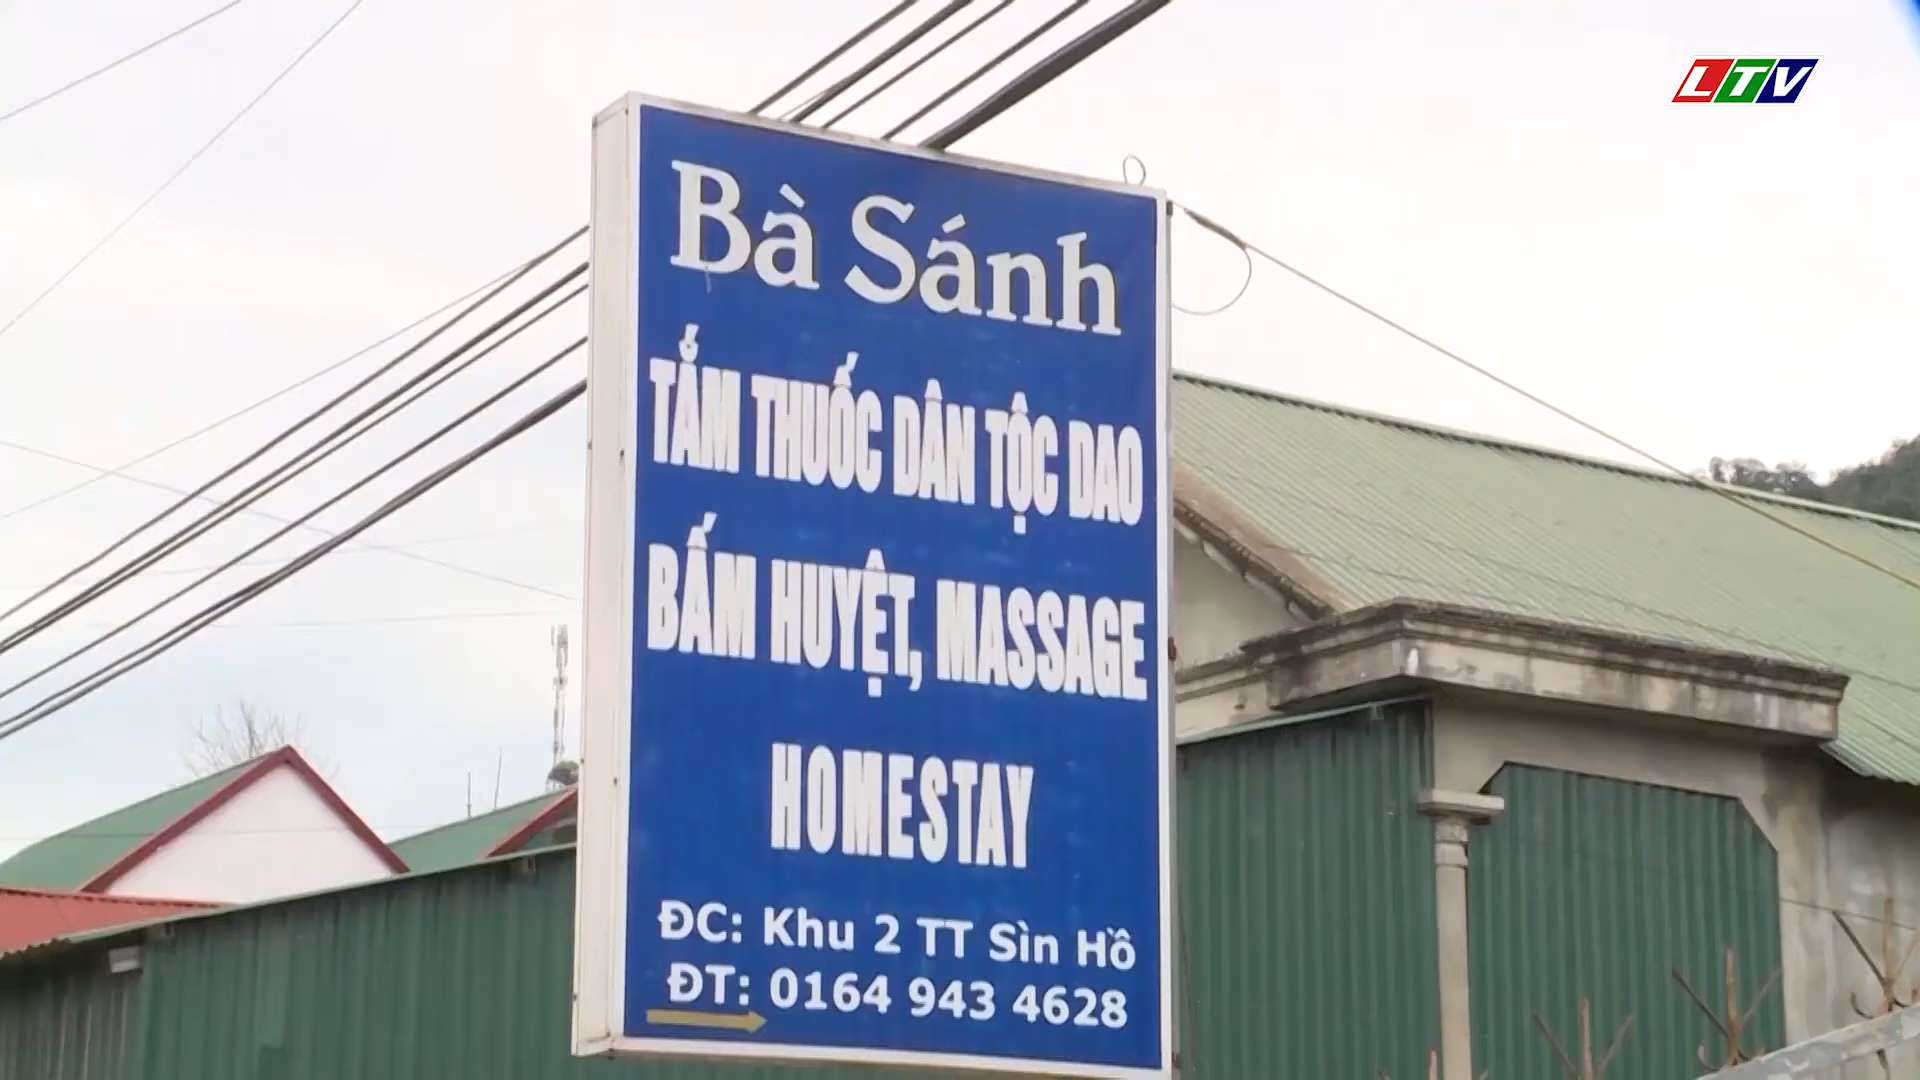 LTV
Bà Sánh
TẮM THUỐC DÂN TỘC DAO
BẤM HUYỆT, MASSAGE
HOMESTAY
ĐC: Khu 2 TT Sìn Hồ
ĐT: 0164 943 4628